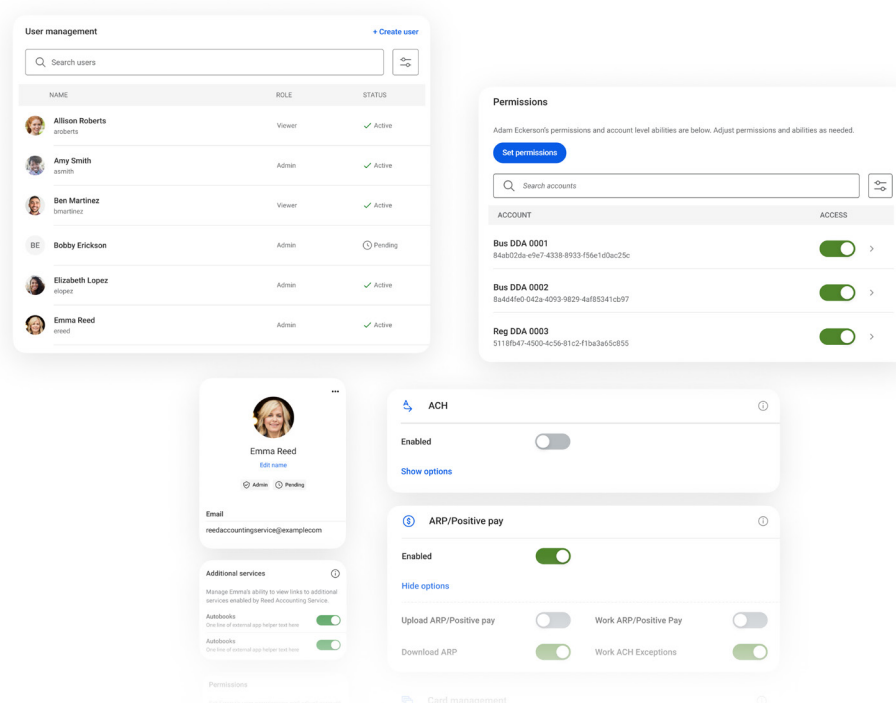 User management
+ Create user
Search users
NAME ROLE STATUS
Allison Roberts
aroberts
Viewer
Active
Amy Smith
asmith
Admin
Active
Ben Martinez
bmartinez
Viewer
Active
BE
Bobby Erickson
Admin
Pending
Elizabeth Lopez
elopez
Admin
Active
Emma Reed
ereed
Admin
Active
Permissions
Adam Eckerson's permissions and account level abilities are below. Adjust permissions and abilities as needed.
Set permissions
Search accounts
ACCOUNT ACCESS
Bus DDA 0001
84ab02da-e9e7-4338-8933-f56e1d0ac25c
Bus DDA 0002
8a4d4fe0-042a-4093-9829-4af85341cb97
Reg DDA 0003
5118fb47-4500-4c56-81c2-f1ba3a65c855
Emma Reed
Edit name
Admin Pending
Email
reedaccountingservice@examplecom
Additional services
Manage Emma's ability to view links to additional
services enabled by Reed Accounting Service.
Autobooks
One line of external app helper text here
Autobooks
One line of external app helper text here
Permissions
ACH
Enabled
Show options
ARP/Positive pay
Enabled
Hide options
Upload ARP/Positive pay Work ARP/Positive Pay
Download ARP Work ACH Exceptions
Card management